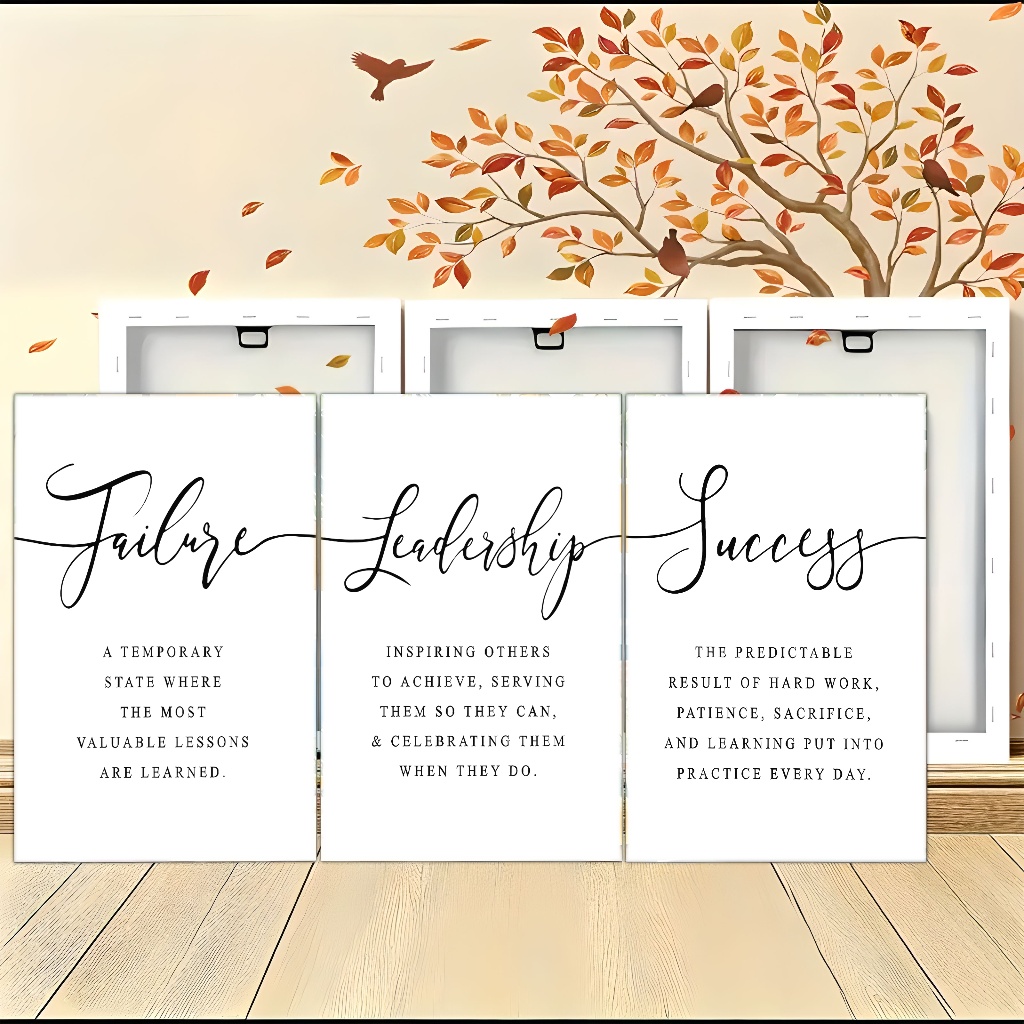 Failure
A TEMPORARY
STATE WHERE
THE MOST
VALUABLE LESSONS
ARE LEARNED.
Leadership
INSPIRING OTHERS
TO ACHIEVE, SERVING
THEM SO THEY CAN,
& CELEBRATING THEM
WHEN THEY DO.
Success
THE PREDICTABLE
RESULT OF HARD WORK,
PATIENCE, SACRIFICE,
AND LEARNING PUT INTO
PRACTICE EVERY DAY.